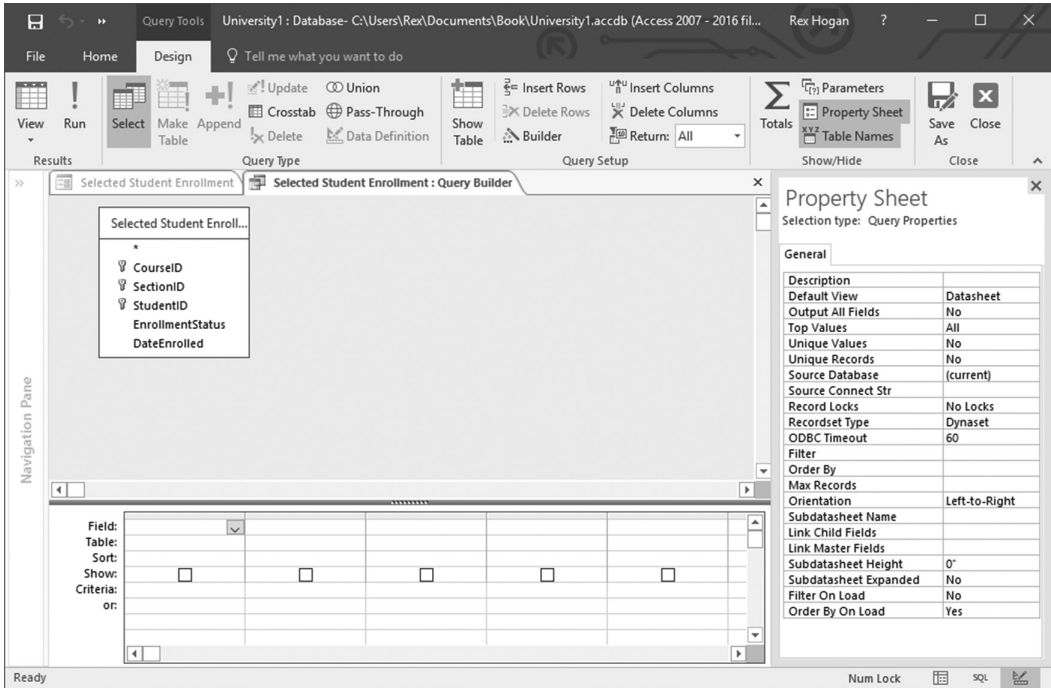 Query Tools University1 : Database- C:\Users\Rex\Documents\Book\University1.accdb (Access 2007 - 2016 fil... Rex Hogan ?
File Home Design Tell me what you want to do
View
Run
Results
Select
Make Table
Append
Update
Crosstab
Delete
Union
Pass-Through
Data Definition
Query Type
Show Table
Insert Rows
Delete Rows
Builder
Insert Columns
Delete Columns
Return: All
Query Setup
Totals
Parameters
Property Sheet
Table Names
Show/Hide
Save As
Close
Close
Selected Student Enrollment
Selected Student Enrollment : Query Builder
Navigation Pane
Selected Student Enroll...
*
CourseID
SectionID
StudentID
EnrollmentStatus
DateEnrolled
Field:
Table:
Sort:
Show:
Criteria:
or:
Property Sheet
Selection type: Query Properties
General
Description
Default View Datasheet
Output All Fields No
Top Values All
Unique Values No
Unique Records No
Source Database (current)
Source Connect Str
Record Locks No Locks
Recordset Type Dynaset
ODBC Timeout 60
Filter
Order By
Max Records
Orientation Left-to-Right
Subdatasheet Name
Link Child Fields
Link Master Fields
Subdatasheet Height 0"
Subdatasheet Expanded No
Filter On Load No
Order By On Load Yes
Ready Num Lock SQL